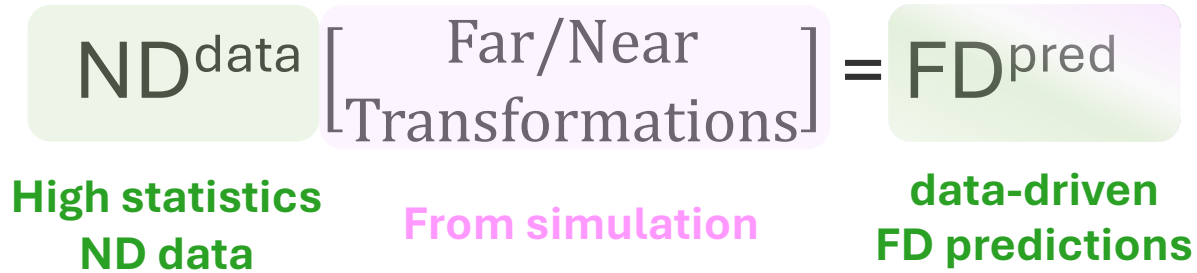 ND^data [Far/Near Transformations] = FD^pred
High statistics
ND data
From simulation
data-driven
FD predictions